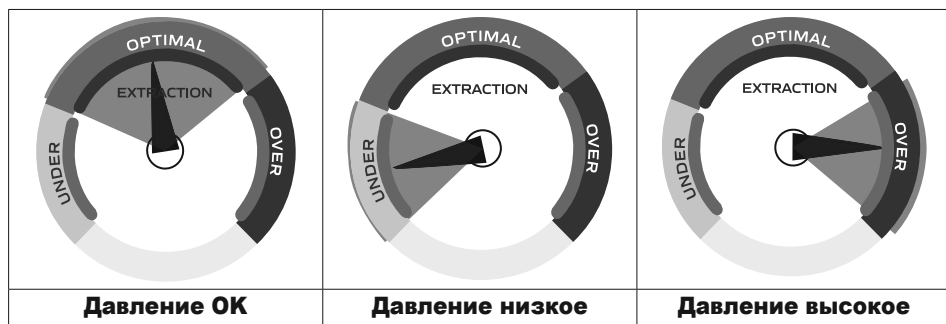 OPTIMAL
EXTRACTION
UNDER
OVER
Давление OK
OPTIMAL
EXTRACTION
UNDER
OVER
Давление низкое
OPTIMAL
EXTRACTION
UNDER
OVER
Давление высокое